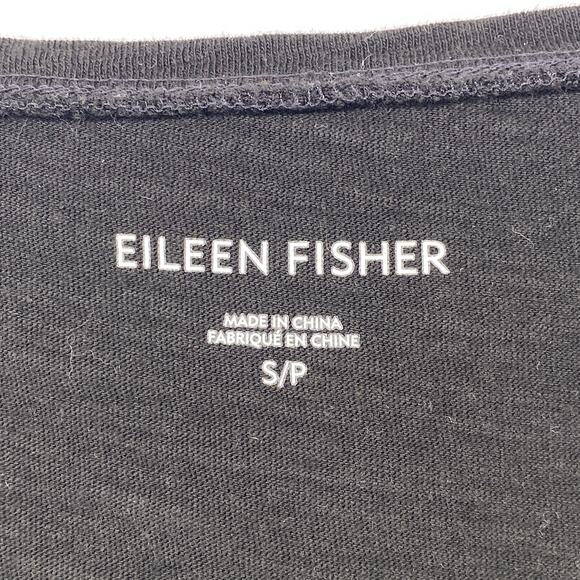 EILEEN FISHER
MADE IN CHINA
FABRIQUÉ EN CHINE
S/P